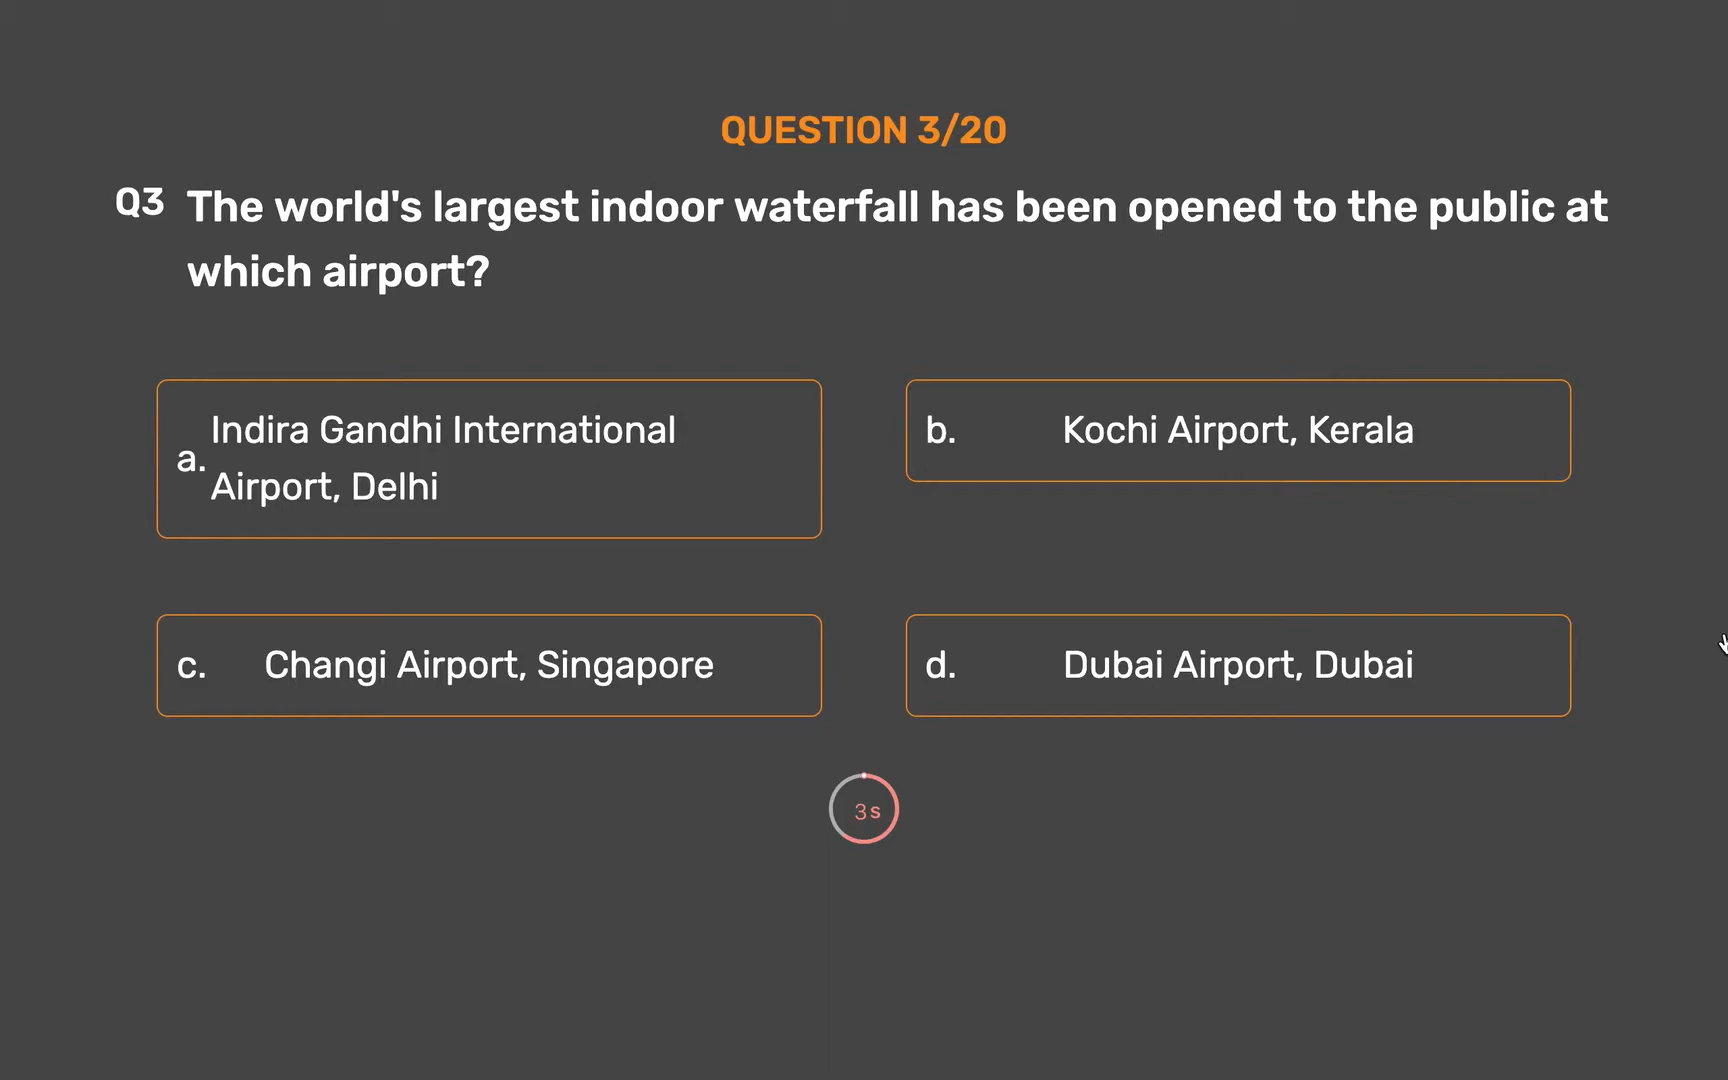 QUESTION 3/20
Q3 The world's largest indoor waterfall has been opened to the public at
which airport?
a. Indira Gandhi International
Airport, Delhi
b. Kochi Airport, Kerala
c. Changi Airport, Singapore
d. Dubai Airport, Dubai
3s